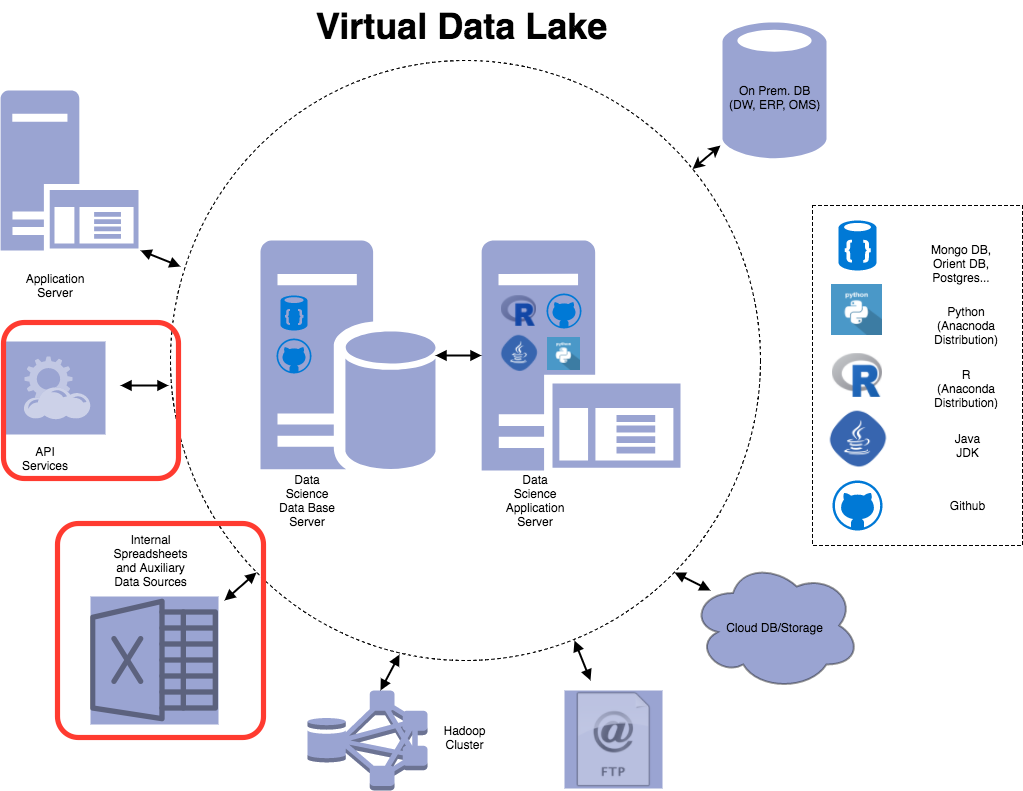 Virtual Data Lake
On Prem. DB
(DW, ERP, OMS)
Application
Server
API
Services
Internal
Spreadsheets
and Auxiliary
Data Sources
X
{ }
Data
Science
Data Base
Server
R
python
Data
Science
Application
Server
{ }
Mongo DB,
Orient DB,
Postgres...
python
Python
(Anacnoda
Distribution)
R
R
(Anaconda
Distribution)
Java
JDK
Github
Cloud DB/Storage
Hadoop
Cluster
@
FTP